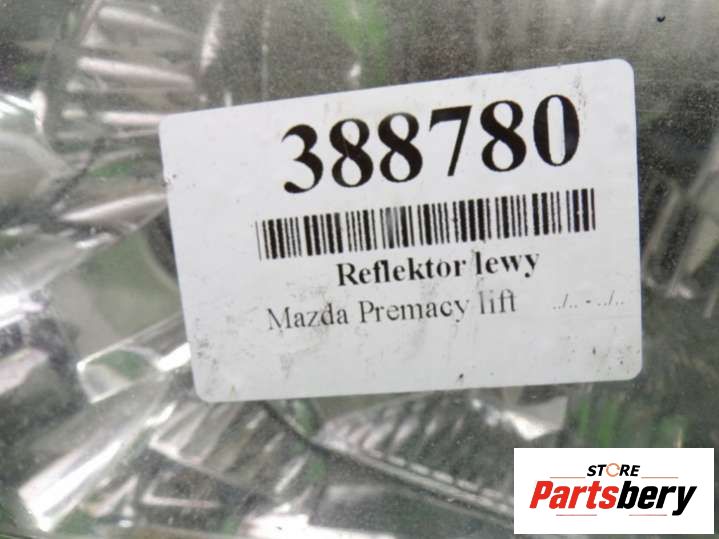 388780
Reflektor lewy
Mazda Premacy lift ../.. - ../..
STORE
Partsbery